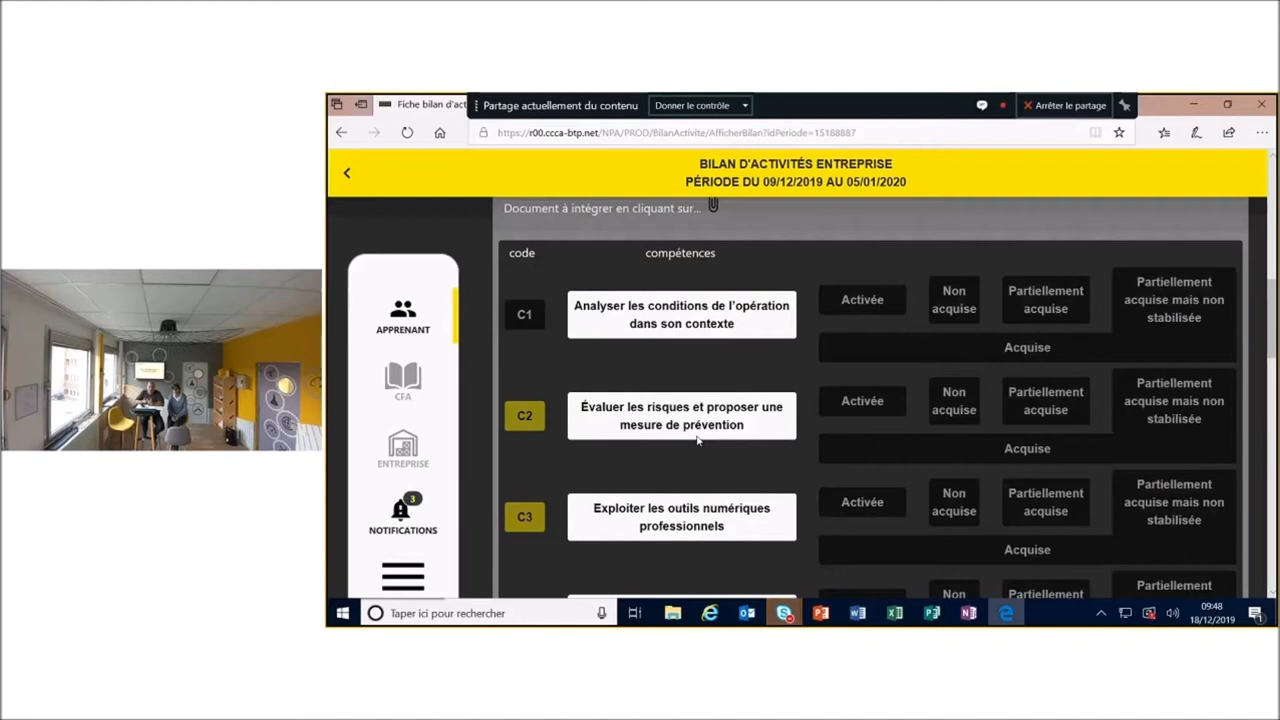 Fiche bilan d'act
Partage actuellement du contenu
Donner le contrôle
Arrêter le partage
https://r00.ccca-btp.net/NPA/PROD/BilanActivite/AfficherBilan?idPeriode=15188887
BILAN D'ACTIVITÉS ENTREPRISE
PÉRIODE DU 09/12/2019 AU 05/01/2020
Document à intégrer en cliquant sur...
code
compétences
APPRENANT
CFA
ENTREPRISE
3
NOTIFICATIONS
C1
Analyser les conditions de l'opération
dans son contexte
Activée
Non
acquise
Partiellement
acquise
Partiellement
acquise mais non
stabilisée
Acquise
C2
Évaluer les risques et proposer une
mesure de prévention
Activée
Non
acquise
Partiellement
acquise
Partiellement
acquise mais non
stabilisée
Acquise
C3
Exploiter les outils numériques
professionnels
Activée
Non
acquise
Partiellement
acquise
Partiellement
acquise mais non
stabilisée
Acquise
Non
Partiellement
Partiellement
Taper ici pour rechercher
09:48
18/12/2019
1